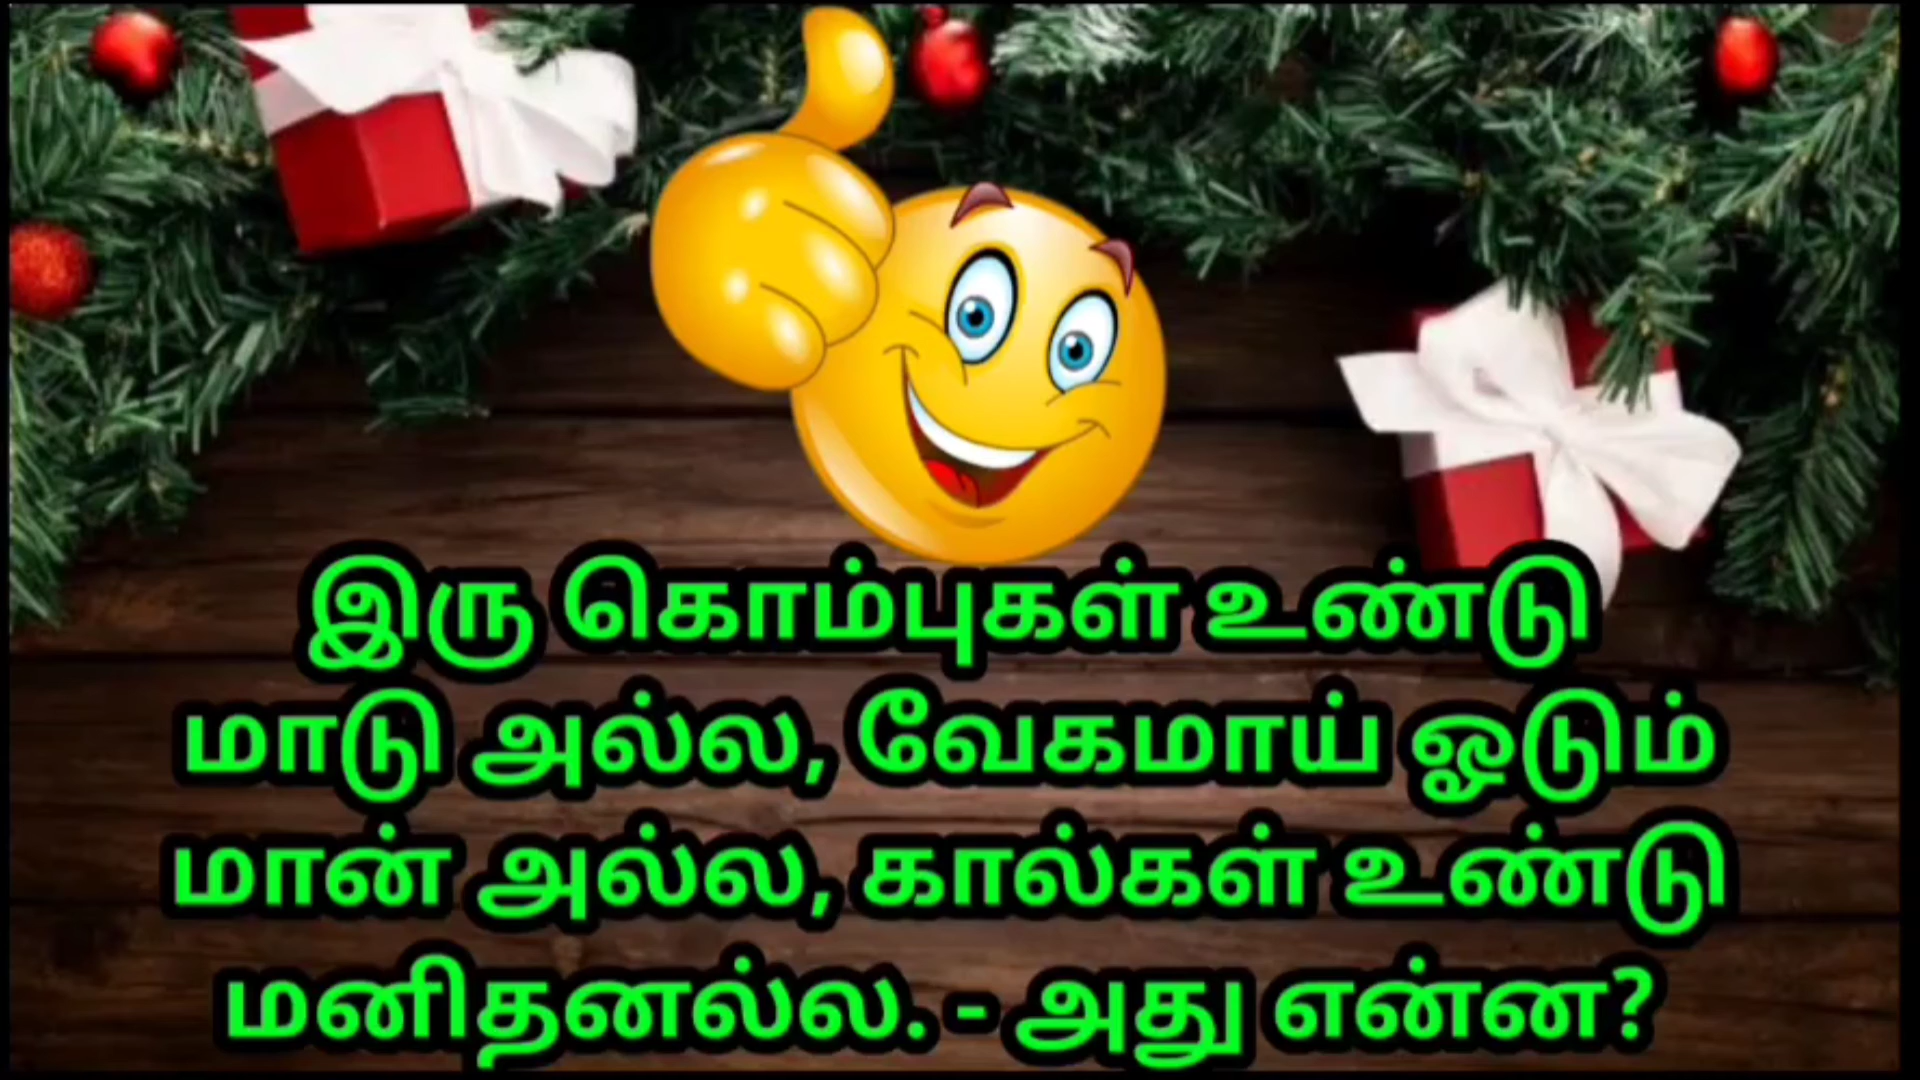 இரு கொம்புகள் உண்டு
மாடு அல்ல, வேகமாய் ஓடும்
மான் அல்ல, கால்கள் உண்டு
மனிதனல்ல. - அது என்ன?